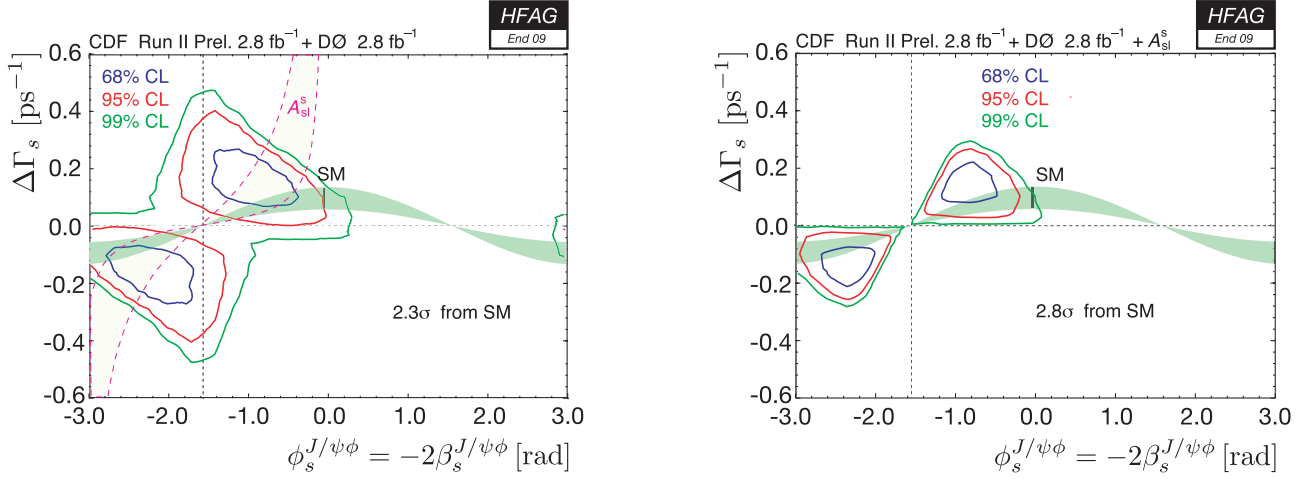 HFAG
End 09
CDF Run II Prel. 2.8 fb⁻¹ + DØ 2.8 fb⁻¹
68% CL
95% CL
99% CL
A^s_sl
SM
2.3σ from SM
ΔΓ_s [ps⁻¹]
0.6
0.4
0.2
0.0
-0.2
-0.4
-0.6
-3.0 -2.0 -1.0 0.0 1.0 2.0 3.0
ϕ_s^{J/ψϕ} = −2β_s^{J/ψϕ} [rad]
HFAG
End 09
CDF Run II Prel. 2.8 fb⁻¹ + DØ 2.8 fb⁻¹ + A^s_sl
68% CL
95% CL
99% CL
SM
2.8σ from SM
ΔΓ_s [ps⁻¹]
0.6
0.4
0.2
0.0
-0.2
-0.4
-0.6
-3.0 -2.0 -1.0 0.0 1.0 2.0 3.0
ϕ_s^{J/ψϕ} = −2β_s^{J/ψϕ} [rad]